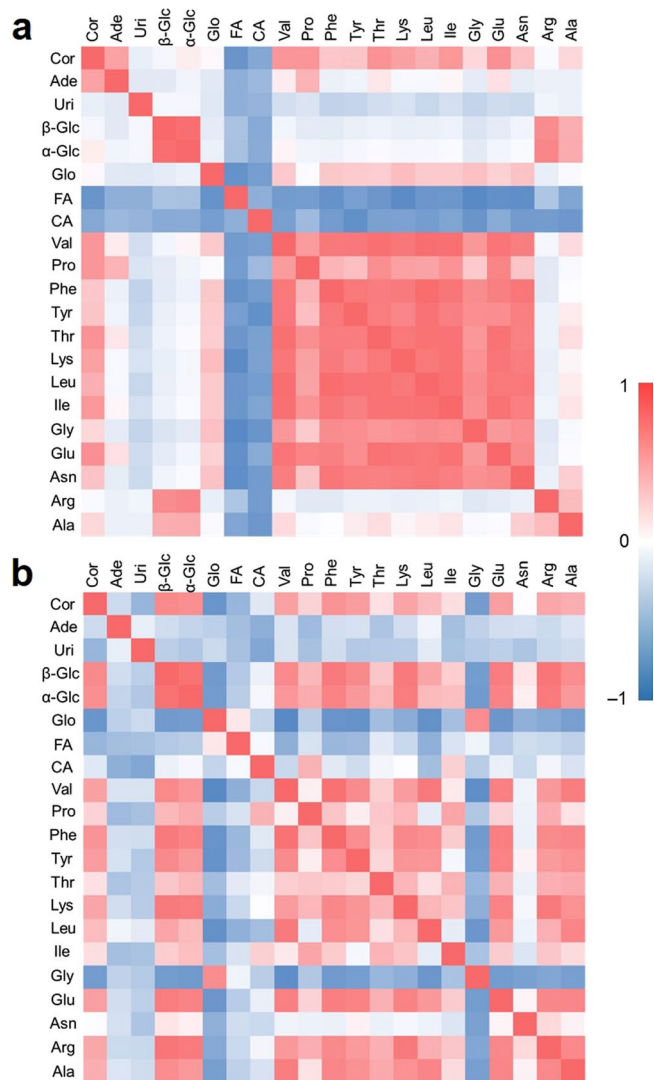 a
Cor Ade Uri β-Glc α-Glc Glo FA CA Val Pro Phe Tyr Thr Lys Leu Ile Gly Glu Asn Arg Ala
Cor
Ade
Uri
β-Glc
α-Glc
Glo
FA
CA
Val
Pro
Phe
Tyr
Thr
Lys
Leu
Ile
Gly
Glu
Asn
Arg
Ala
1
0
−1
b
Cor Ade Uri β-Glc α-Glc Glo FA CA Val Pro Phe Tyr Thr Lys Leu Ile Gly Glu Asn Arg Ala
Cor
Ade
Uri
β-Glc
α-Glc
Glo
FA
CA
Val
Pro
Phe
Tyr
Thr
Lys
Leu
Ile
Gly
Glu
Asn
Arg
Ala